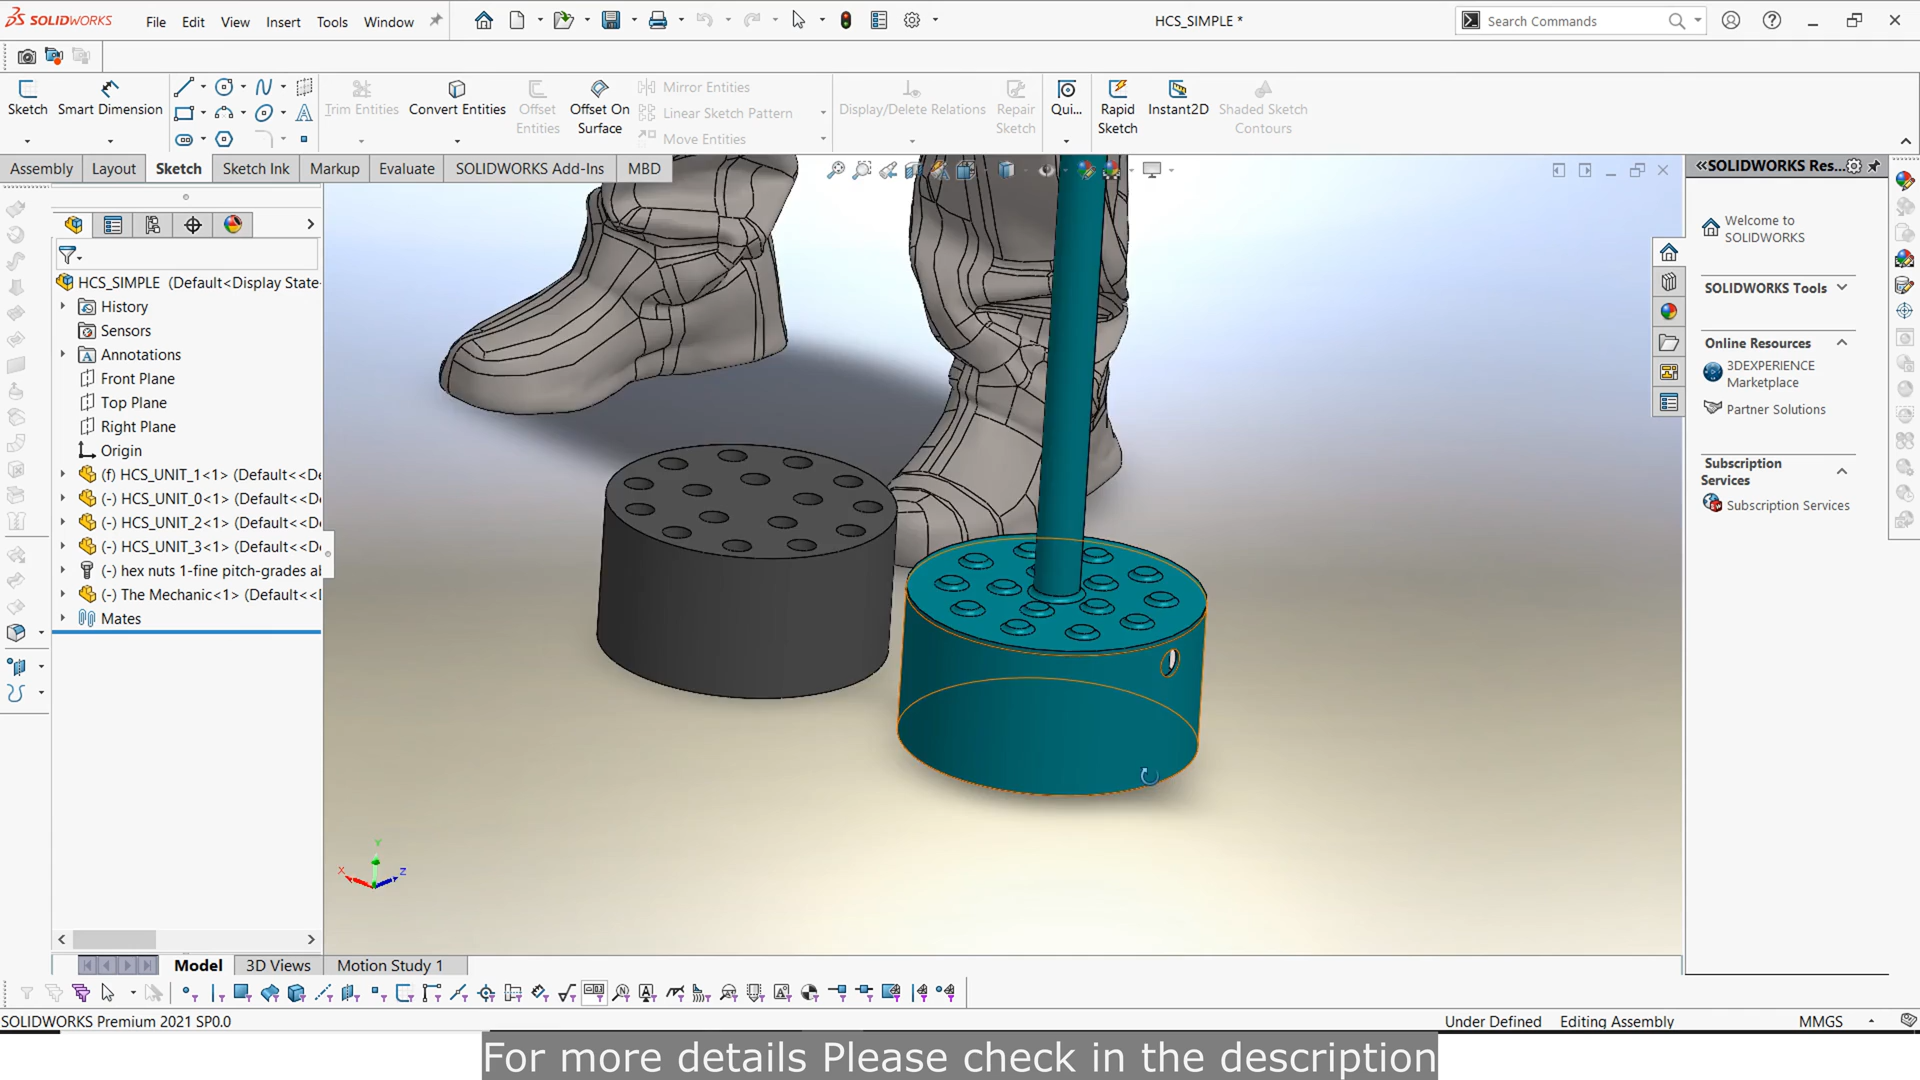 SOLIDWORKS
File Edit View Insert Tools Window
HCS_SIMPLE *
Search Commands
Sketch
Smart Dimension
Trim Entities
Convert Entities
Offset Entities
Offset On Surface
Mirror Entities
Linear Sketch Pattern
Move Entities
Display/Delete Relations
Repair Sketch
Qui...
Rapid Sketch
Instant2D
Shaded Sketch Contours
Assembly Layout Sketch Sketch Ink Markup Evaluate SOLIDWORKS Add-Ins MBD
HCS_SIMPLE (Default<Display State-
History
Sensors
Annotations
Front Plane
Top Plane
Right Plane
Origin
(f) HCS_UNIT_1<1> (Default<<De
(-) HCS_UNIT_0<1> (Default<<De
(-) HCS_UNIT_2<1> (Default<<De
(-) HCS_UNIT_3<1> (Default<<De
(-) hex nuts 1-fine pitch-grades al
(-) The Mechanic<1> (Default<<
Mates
SOLIDWORKS Res...
Welcome to
SOLIDWORKS
SOLIDWORKS Tools
Online Resources
3DEXPERIENCE
Marketplace
Partner Solutions
Subscription
Services
Subscription Services
Y
X
Z
Model 3D Views Motion Study 1
SOLIDWORKS Premium 2021 SP0.0
Under Defined Editing Assembly MMGS
For more details Please check in the description